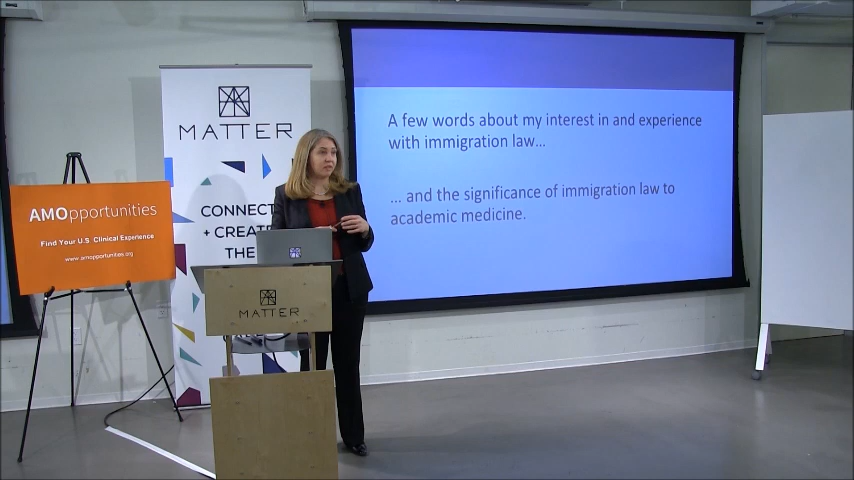 AMOpportunities
Find Your U.S Clinical Experience
www.amopportunities.org
MATTER
CONNECT
+ CREATE
THE
MATTER
A few words about my interest in and experience
with immigration law...
... and the significance of immigration law to
academic medicine.